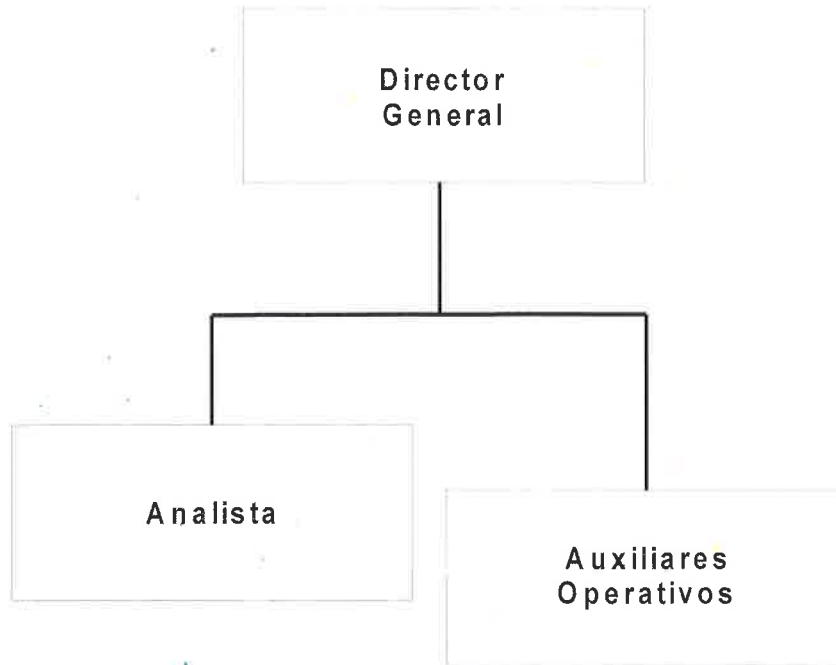 Director
General
Analista
Auxiliares
Operativos